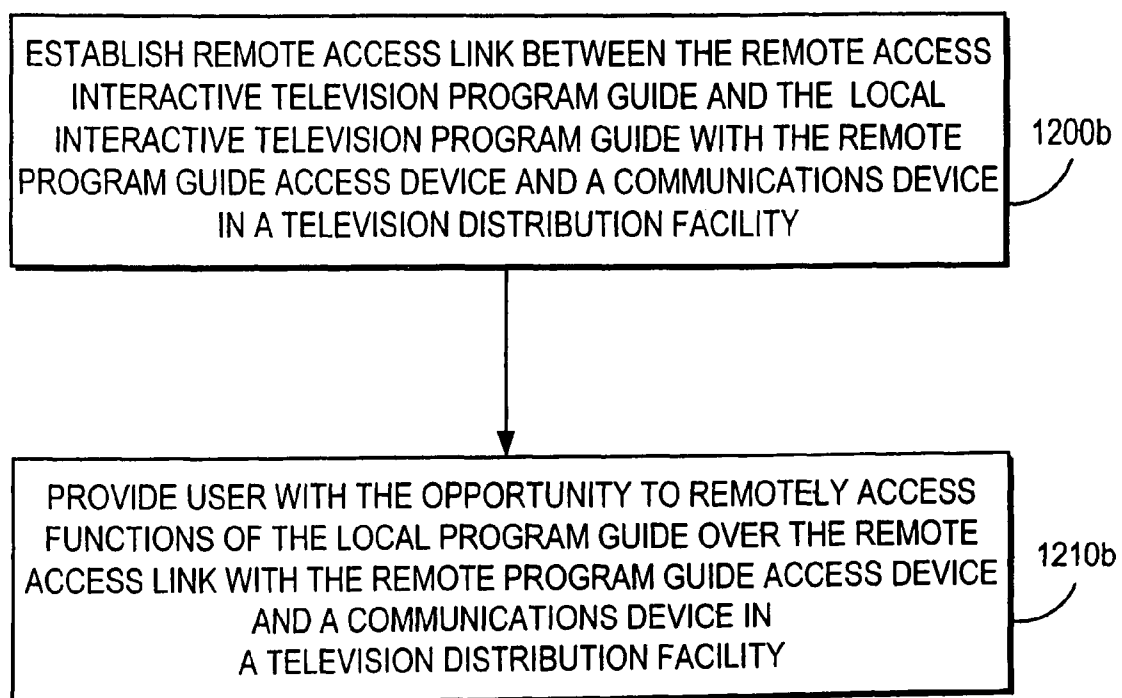 ESTABLISH REMOTE ACCESS LINK BETWEEN THE REMOTE ACCESS
INTERACTIVE TELEVISION PROGRAM GUIDE AND THE LOCAL
INTERACTIVE TELEVISION PROGRAM GUIDE WITH THE REMOTE
PROGRAM GUIDE ACCESS DEVICE AND A COMMUNICATIONS DEVICE
IN A TELEVISION DISTRIBUTION FACILITY
1200b
PROVIDE USER WITH THE OPPORTUNITY TO REMOTELY ACCESS
FUNCTIONS OF THE LOCAL PROGRAM GUIDE OVER THE REMOTE
ACCESS LINK WITH THE REMOTE PROGRAM GUIDE ACCESS DEVICE
AND A COMMUNICATIONS DEVICE IN
A TELEVISION DISTRIBUTION FACILITY
1210b